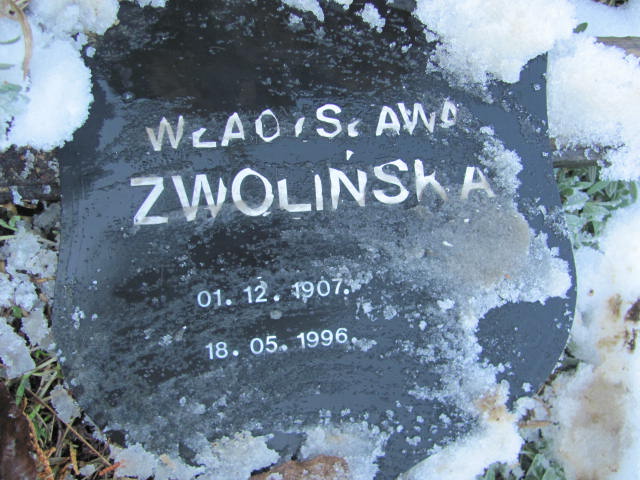 WŁADYSŁAWA
ZWOLIŃSKA
01. 12. 1907.
18. 05. 1996.